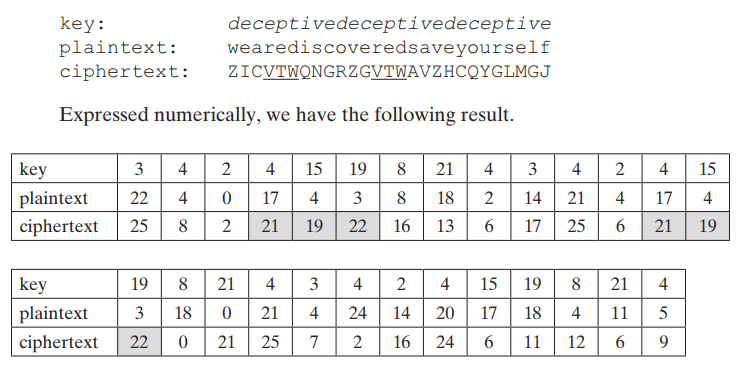 key: deceptivedeceptivedeceptive
plaintext: wearediscoveredsaveyourself
ciphertext: ZICVTWQNGRZGVTWAVZHCQYGLMGJ
Expressed numerically, we have the following result.
key 3 4 2 4 15 19 8 21 4 3 4 2 4 15
plaintext 22 4 0 17 4 3 8 18 2 14 21 4 17 4
ciphertext 25 8 2 21 19 22 16 13 6 17 25 6 21 19
key 19 8 21 4 3 4 2 4 15 19 8 21 4
plaintext 3 18 0 21 4 24 14 20 17 18 4 11 5
ciphertext 22 0 21 25 7 2 16 24 6 11 12 6 9